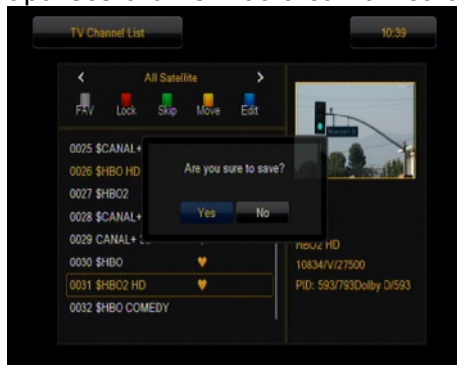 TV Channel List
10:39
All Satellite
FAV Lock Skip Move Edit
0025 $CANAL+
0026 $HBO HD
0027 $HBO2
0028 $CANAL+
0029 CANAL+
0030 $HBO
0031 $HBO2 HD
0032 $HBO COMEDY
Are you sure to save?
Yes No
HBO2 HD
10834/V/27500
PID: 593/793Dolby D/593